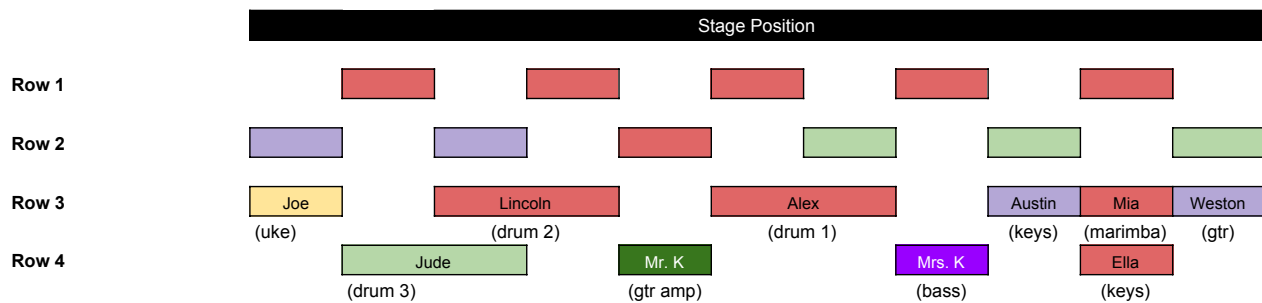 Stage Position
Row 1
Row 2
Row 3 Joe Lincoln Alex Austin Mia Weston
(uke) (drum 2) (drum 1) (keys) (marimba) (gtr)
Row 4 Jude Mr. K Mrs. K Ella
(drum 3) (gtr amp) (bass) (keys)